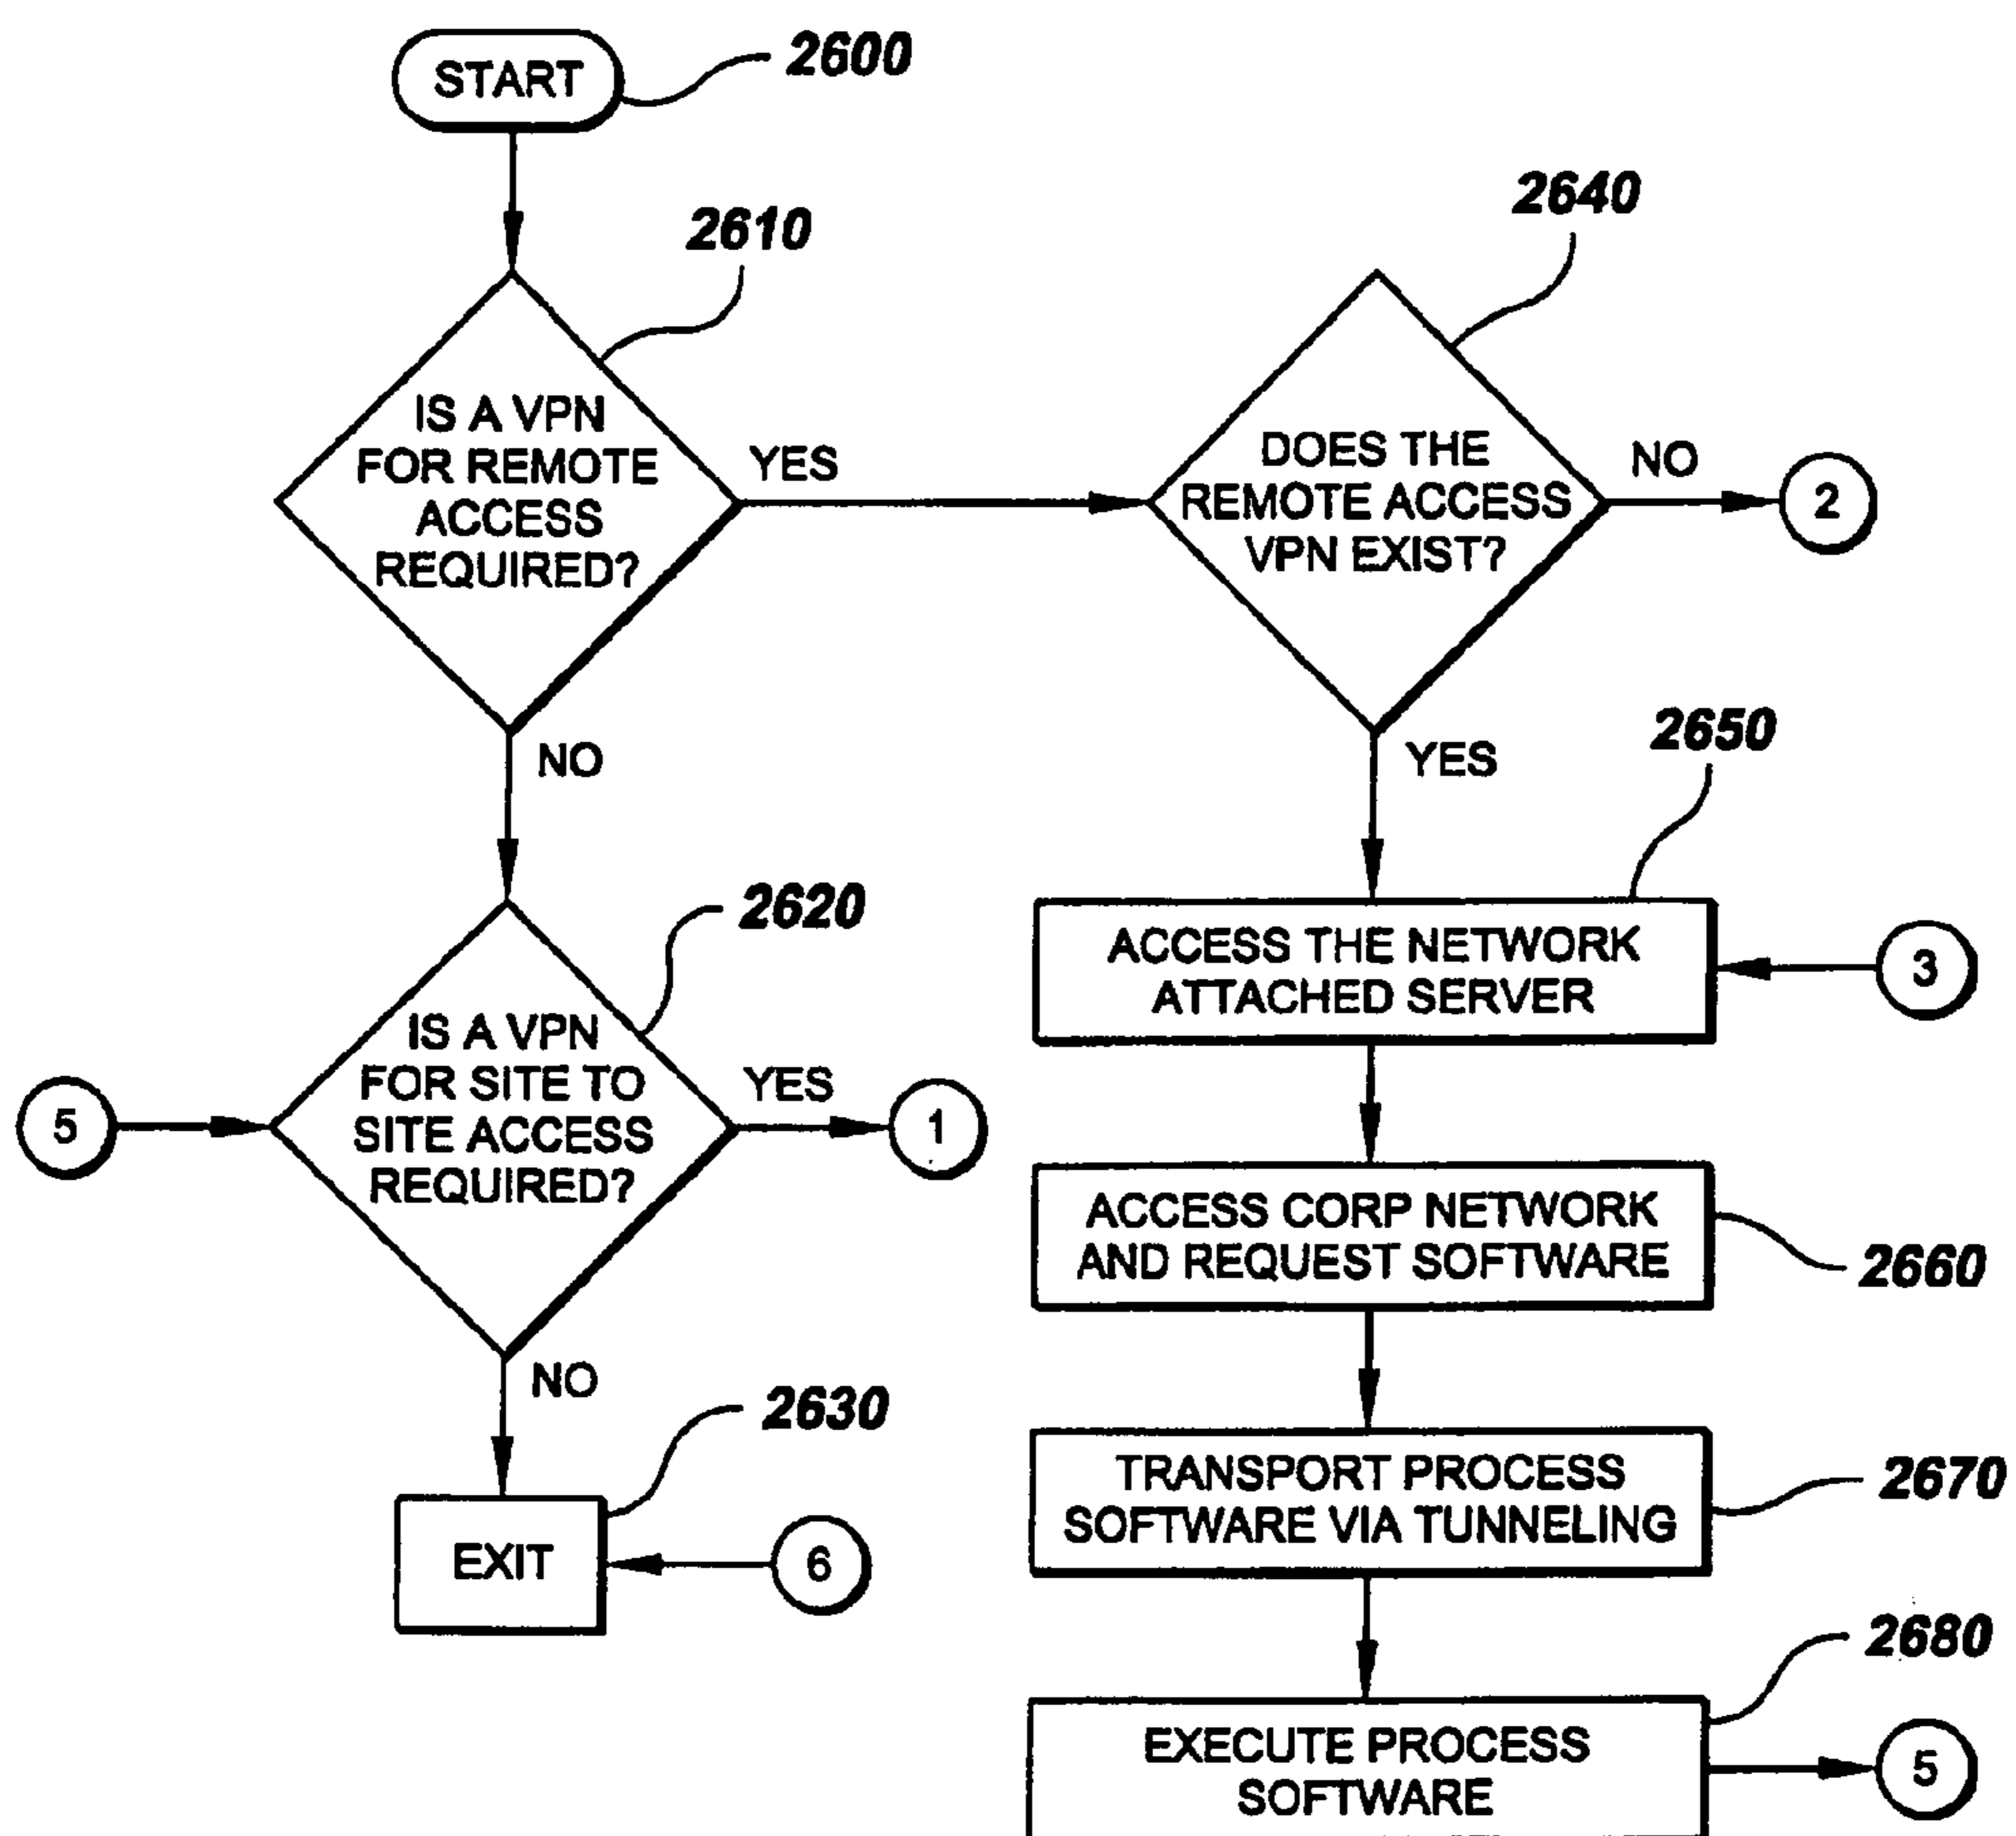 START
2600
2610
IS A VPN
FOR REMOTE
ACCESS
REQUIRED?
YES
NO
2640
DOES THE
REMOTE ACCESS
VPN EXIST?
NO
2
YES
2650
ACCESS THE NETWORK
ATTACHED SERVER
3
2620
5
IS A VPN
FOR SITE TO
SITE ACCESS
REQUIRED?
YES
1
NO
2630
EXIT
6
ACCESS CORP NETWORK
AND REQUEST SOFTWARE
2660
TRANSPORT PROCESS
SOFTWARE VIA TUNNELING
2670
2680
EXECUTE PROCESS
SOFTWARE
5